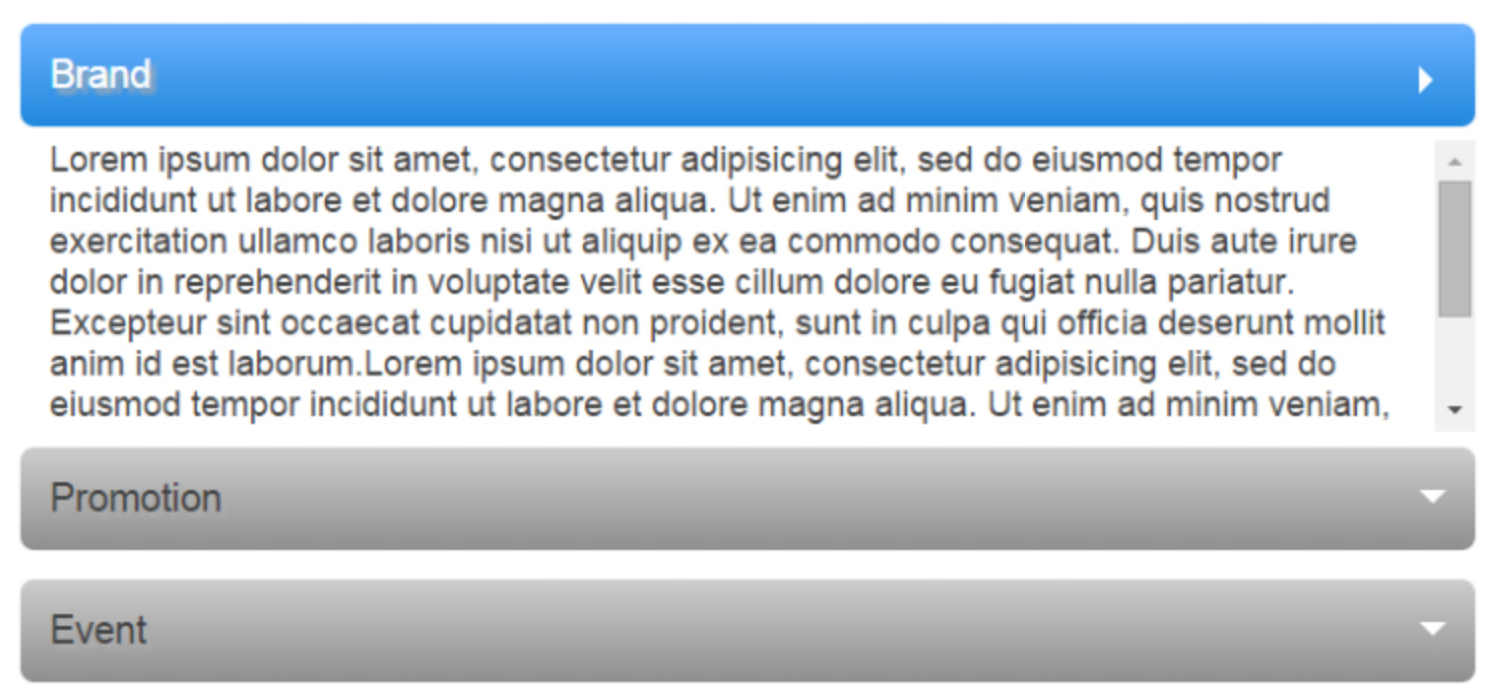 Brand
Lorem ipsum dolor sit amet, consectetur adipisicing elit, sed do eiusmod tempor
incididunt ut labore et dolore magna aliqua. Ut enim ad minim veniam, quis nostrud
exercitation ullamco laboris nisi ut aliquip ex ea commodo consequat. Duis aute irure
dolor in reprehenderit in voluptate velit esse cillum dolore eu fugiat nulla pariatur.
Excepteur sint occaecat cupidatat non proident, sunt in culpa qui officia deserunt mollit
anim id est laborum.Lorem ipsum dolor sit amet, consectetur adipisicing elit, sed do
eiusmod tempor incididunt ut labore et dolore magna aliqua. Ut enim ad minim veniam,
Promotion
Event